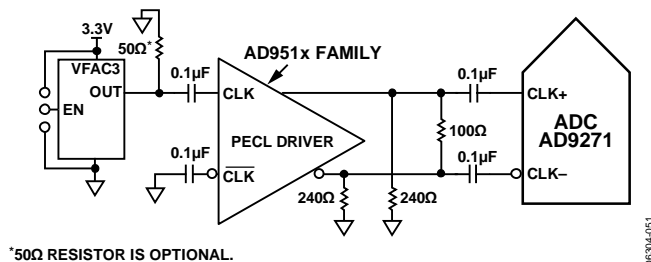 3.3V
50Ω*
VFAC3
OUT
EN
0.1µF
AD951x FAMILY
CLK
PECL DRIVER
0.1µF
CLK
240Ω
240Ω
100Ω
0.1µF
0.1µF
CLK+
ADC
AD9271
CLK–
*50Ω RESISTOR IS OPTIONAL.
06304-051